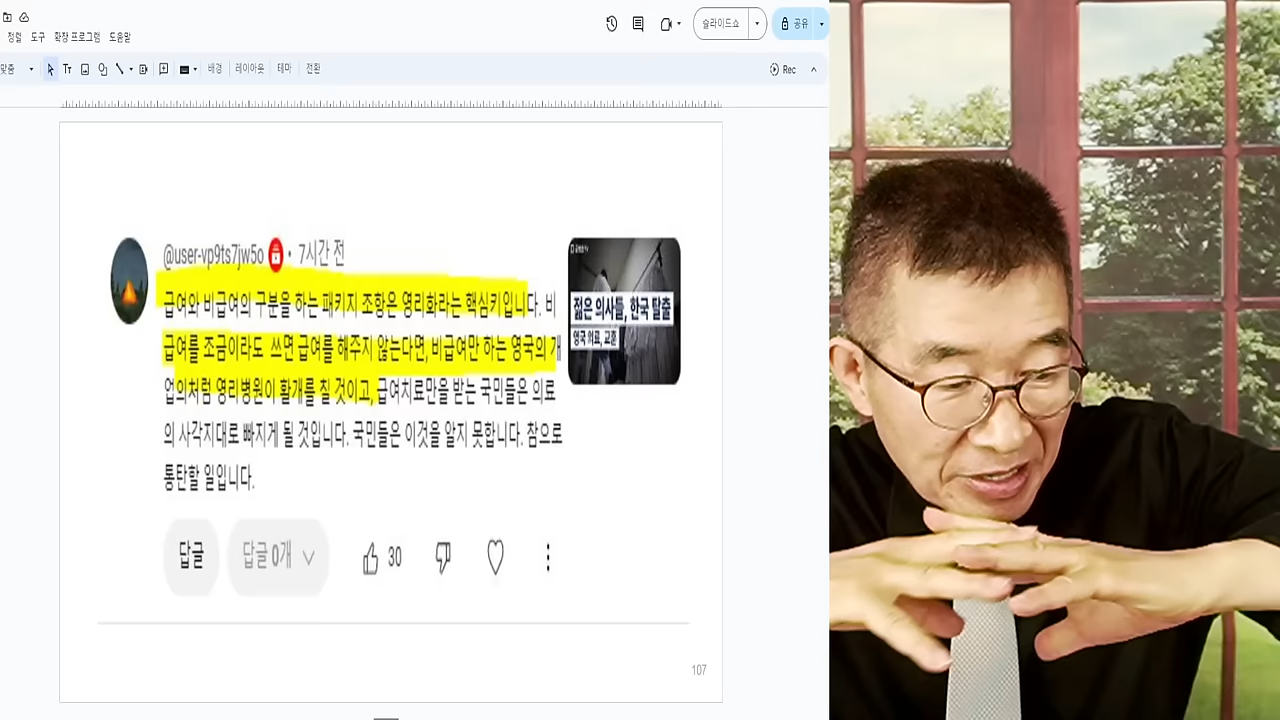 정렬 도구 확장 프로그램 도움말
슬라이드쇼
공유
맞춤
배경 레이아웃 테마 전환
Rec
@user-vp9ts7jw5o · 7시간 전
급여와 비급여의 구분을 하는 패키지 조항은 영리화라는 핵심키입니다. 비
급여를 조금이라도 쓰면 급여를 해주지 않는다면, 비급여만 하는 영국의 개
업의처럼 영리병원이 활개를 칠 것이고, 급여치료만을 받는 국민들은 의료
의 사각지대로 빠지게 될 것입니다. 국민들은 이것을 알지 못합니다. 참으로
통탄할 일입니다.
젊은 의사들, 한국 탈출
영국 의료, 교훈
답글
답글 0개
30
107